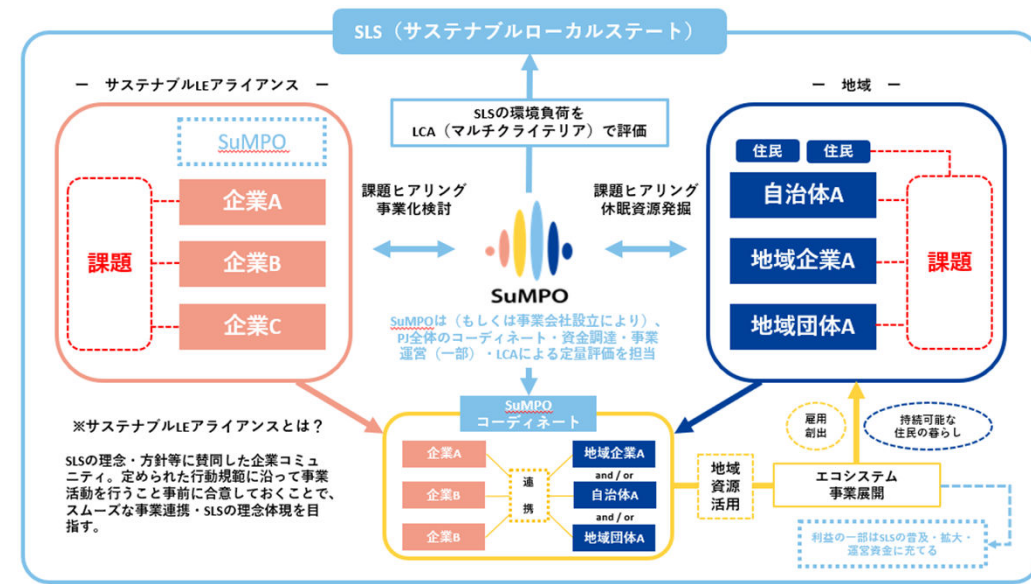 SLS（サステナブルローカルステート）
ー　サステナブルLEアライアンス　ー
SuMPO
企業A
企業B
企業C
課題
SLSの環境負荷を
LCA（マルチクライテリア）で評価
課題ヒアリング
事業化検討
課題ヒアリング
休眠資源発掘
SuMPO
SuMPOは（もしくは事業会社設立により）、
PJ全体のコーディネート・資金調達・事業
運営（一部）・LCAによる定量評価を担当
ー　地域　ー
住民
住民
自治体A
地域企業A
地域団体A
課題
※サステナブルLEアライアンスとは？
SLSの理念・方針等に賛同した企業コミュ
ニティ。定められた行動規範に沿って事業
活動を行うこと事前に合意しておくことで、
スムーズな事業連携・SLSの理念体現を目
指す。
SuMPO
コーディネート
企業A
企業B
企業B
連
携
地域企業A
and / or
自治体A
and / or
地域団体A
地域
資源
活用
雇用
創出
持続可能な
住民の暮らし
エコシステム
事業展開
利益の一部はSLSの普及・拡大・
運営資金に充てる